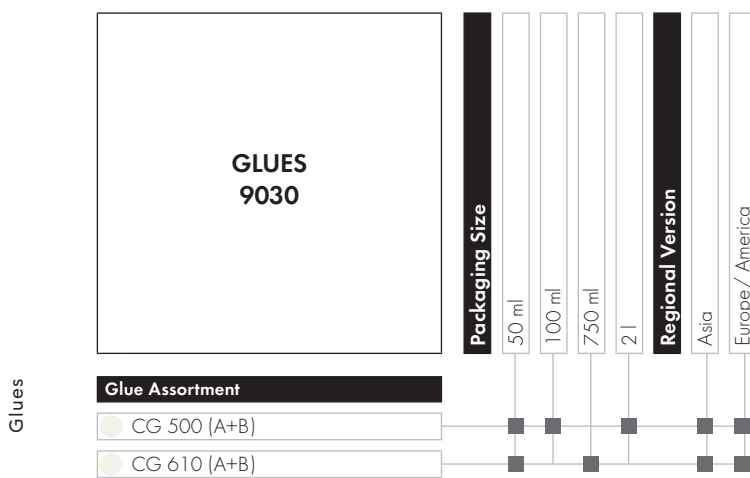 GLUES
9030
Packaging Size
50 ml
100 ml
750 ml
2 l
Regional Version
Asia
Europe/ America
Glues
Glue Assortment
CG 500 (A+B)
CG 610 (A+B)